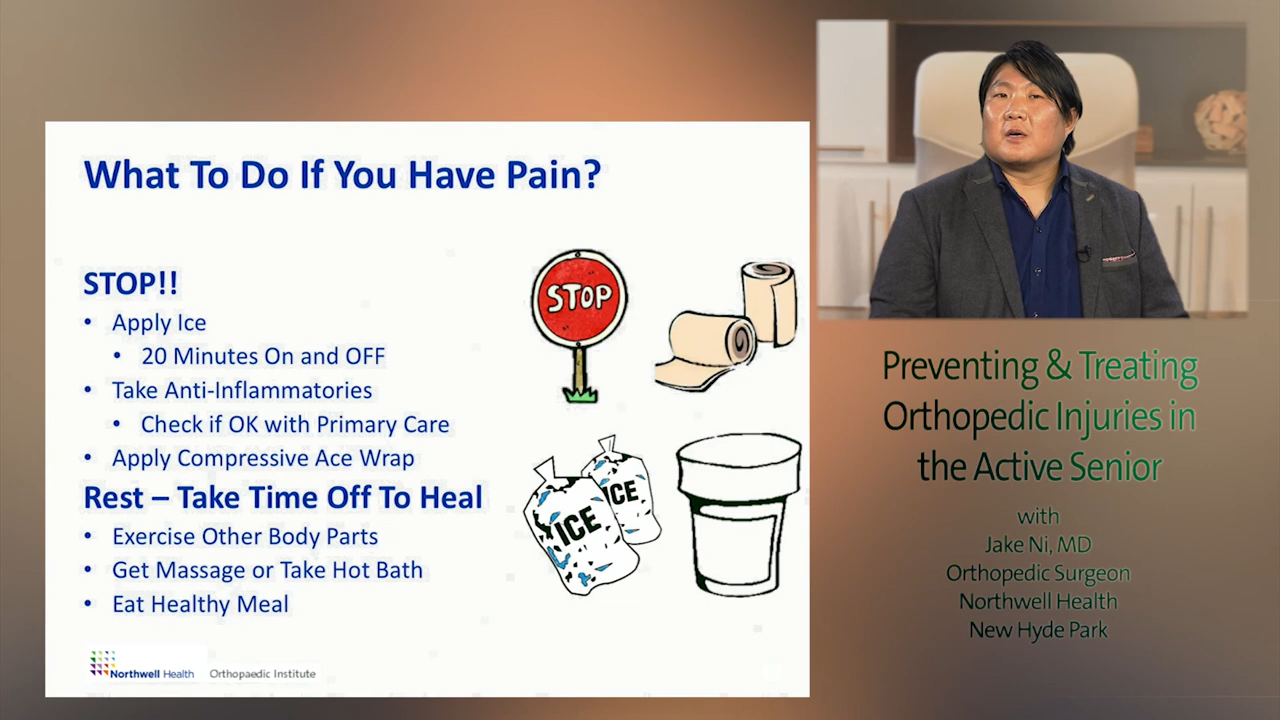 What To Do If You Have Pain?
STOP!!
• Apply Ice
• 20 Minutes On and OFF
• Take Anti-Inflammatories
• Check if OK with Primary Care
• Apply Compressive Ace Wrap
Rest – Take Time Off To Heal
• Exercise Other Body Parts
• Get Massage or Take Hot Bath
• Eat Healthy Meal
STOP
ICE
ICE
Northwell Health Orthopaedic Institute
Preventing & Treating
Orthopedic Injuries in
the Active Senior
with
Jake Ni, MD
Orthopedic Surgeon
Northwell Health
New Hyde Park